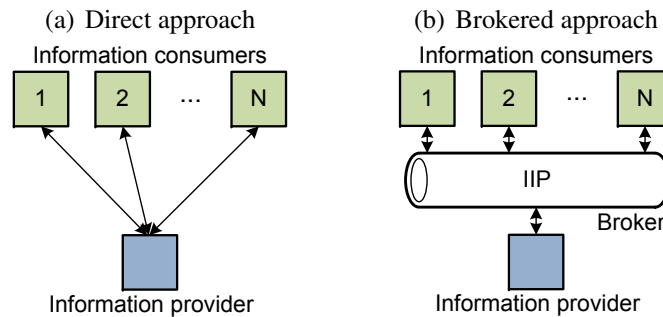 (a) Direct approach
Information consumers
1 2 ... N
Information provider
(b) Brokered approach
Information consumers
1 2 ... N
IIP
Broker
Information provider